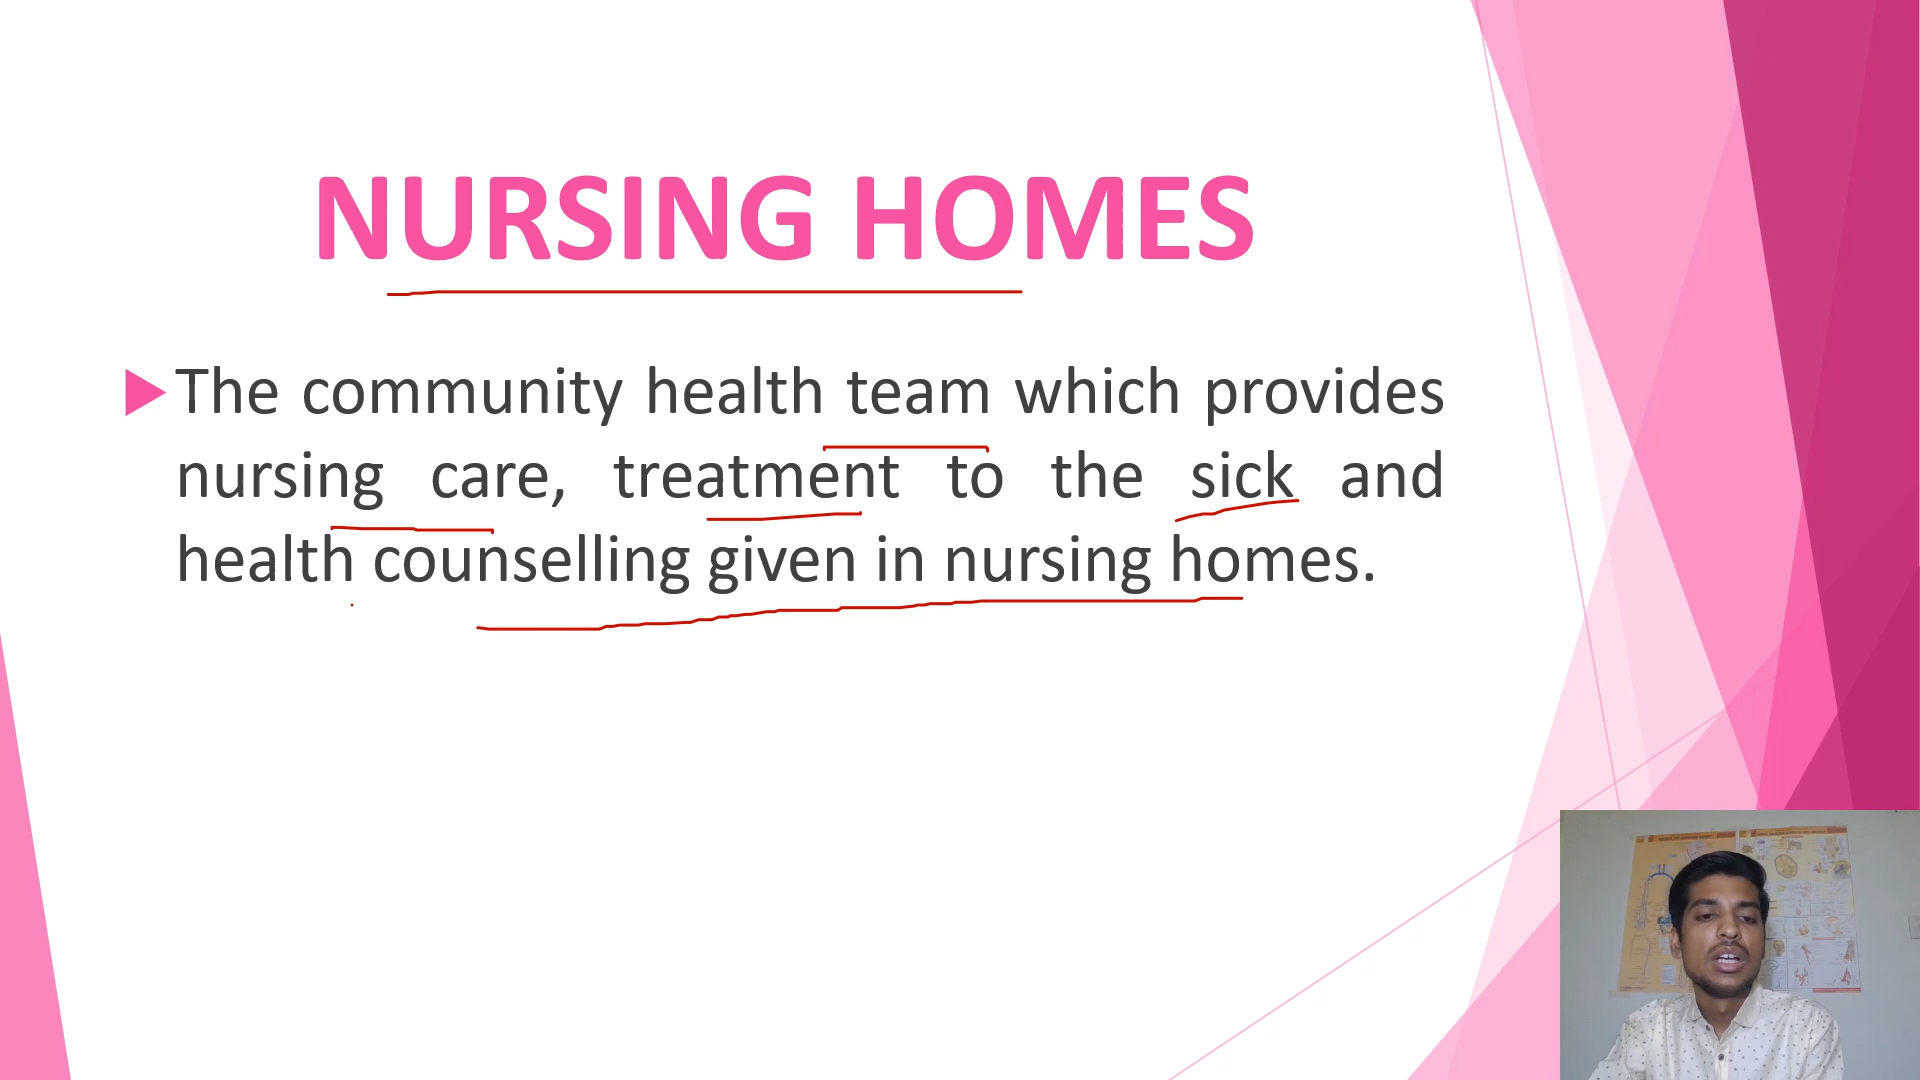 NURSING HOMES
The community health team which provides
nursing care, treatment to the sick and
health counselling given in nursing homes.